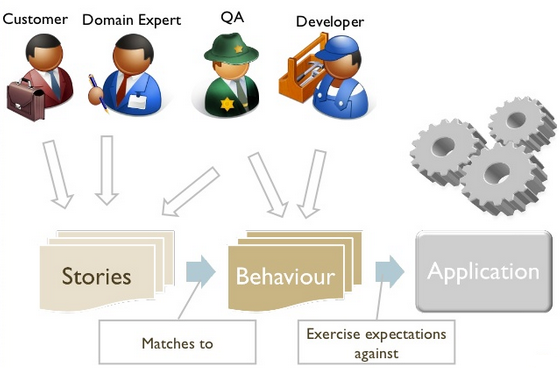 Customer
Domain Expert
QA
Developer
Stories
Behaviour
Application
Matches to
Exercise expectations
against